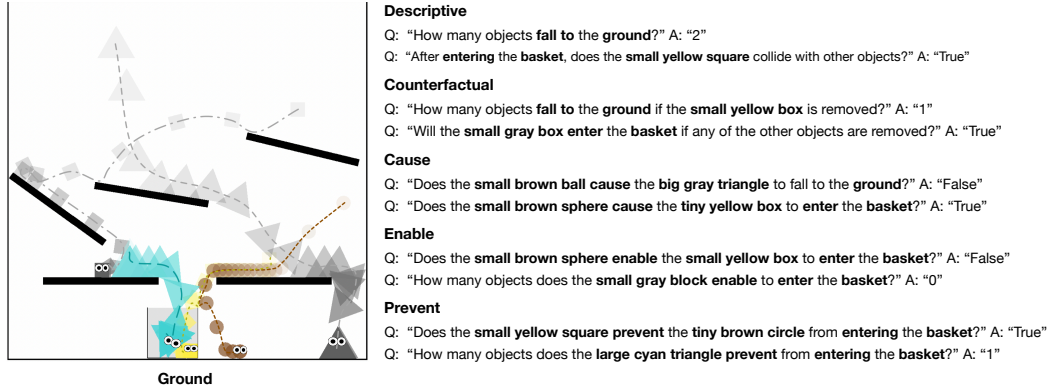 Descriptive
Q: “How many objects fall to the ground?” A: “2”
Q: “After entering the basket, does the small yellow square collide with other objects?” A: “True”
Counterfactual
Q: “How many objects fall to the ground if the small yellow box is removed?” A: “1”
Q: “Will the small gray box enter the basket if any of the other objects are removed?” A: “True”
Cause
Q: “Does the small brown ball cause the big gray triangle to fall to the ground?” A: “False”
Q: “Does the small brown sphere cause the tiny yellow box to enter the basket?” A: “True”
Enable
Q: “Does the small brown sphere enable the small yellow box to enter the basket?” A: “False”
Q: “How many objects does the small gray block enable to enter the basket?” A: “0”
Prevent
Q: “Does the small yellow square prevent the tiny brown circle from entering the basket?” A: “True”
Q: “How many objects does the large cyan triangle prevent from entering the basket?” A: “1”
Ground